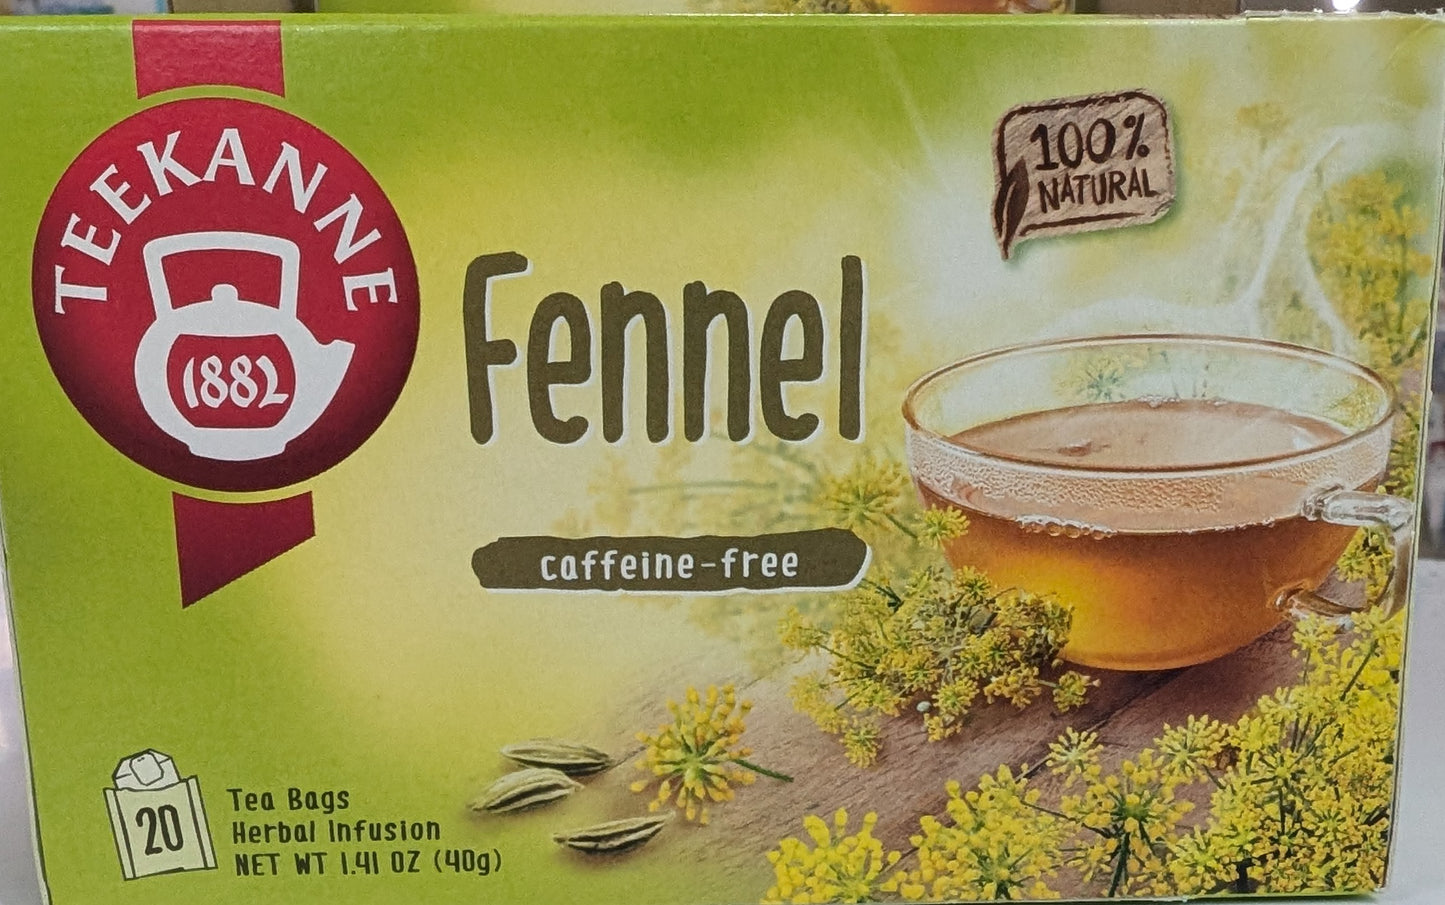 TEEKANNE
1882
Fennel
caffeine-free
100%
NATURAL
20
Tea Bags
Herbal Infusion
NET WT 1.41 OZ (40g)